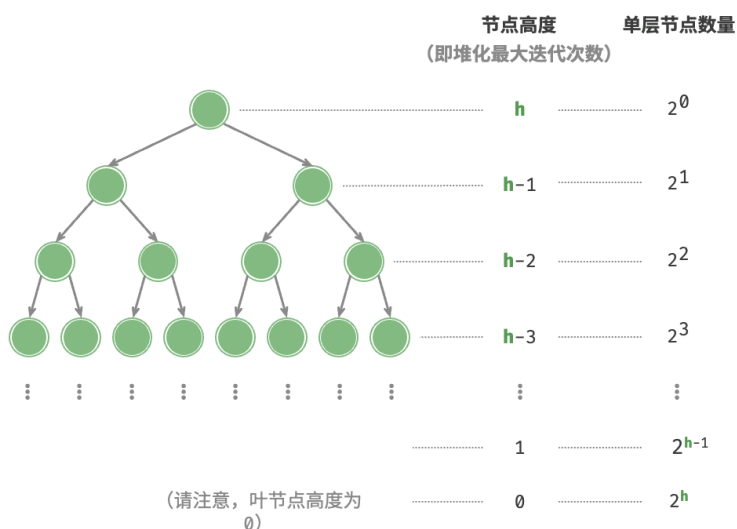 节点高度 单层节点数量
（即堆化最大迭代次数）
h 2⁰
h-1 2¹
h-2 2²
h-3 2³
1 2ʰ⁻¹
0 2ʰ
（请注意，叶节点高度为
0）